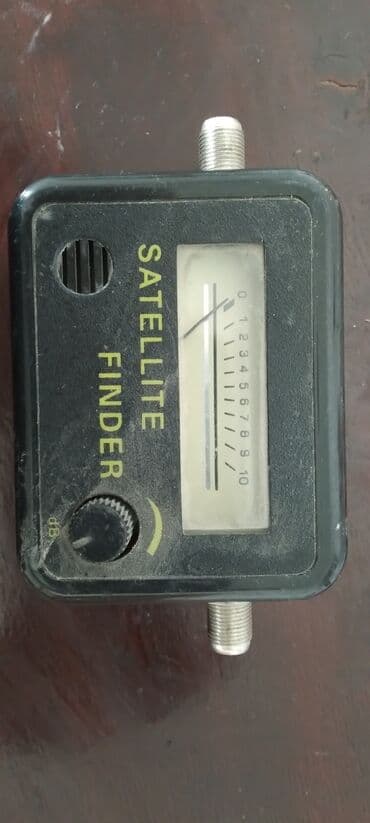 0 1 2 3 4 5 6 7 8 9 10
SATELLITE
FINDER
dB